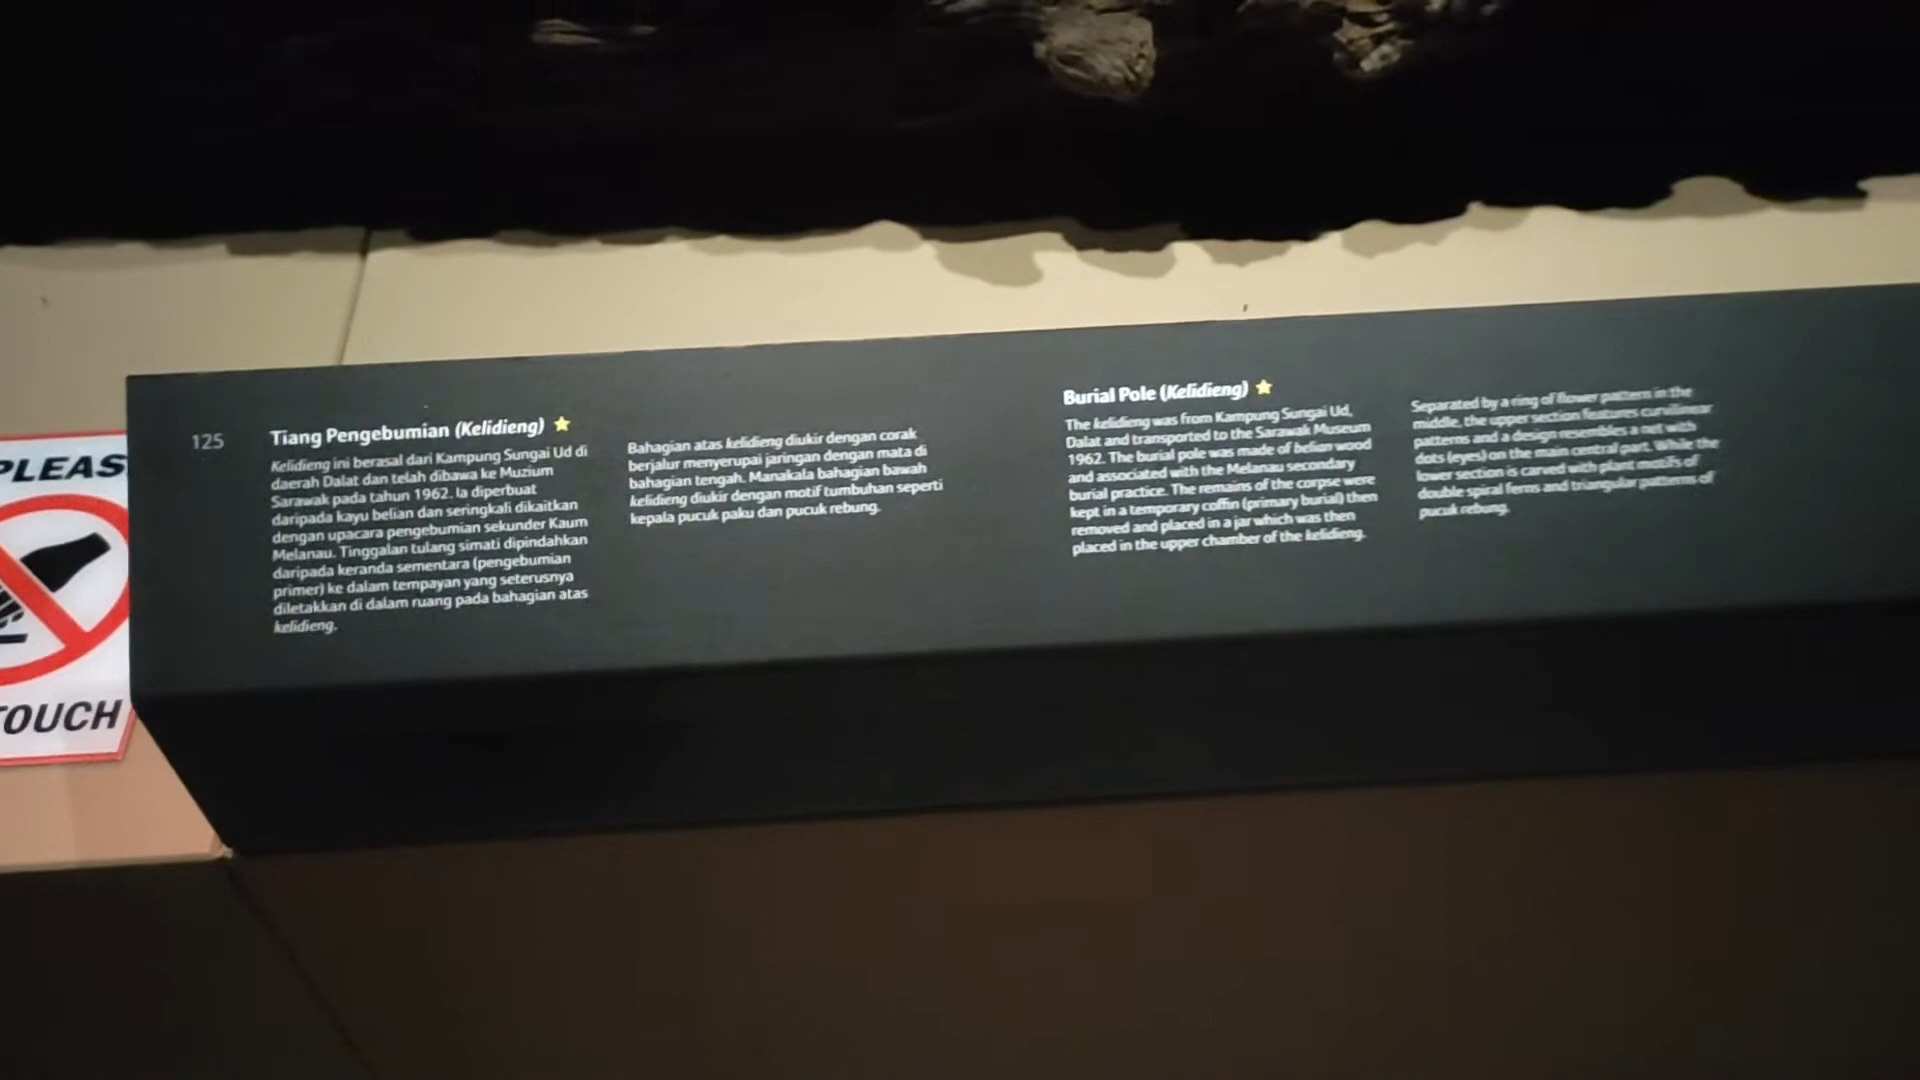 PLEAS
TOUCH
125
Tiang Pengebumian (Kelidieng)
Kelidieng ini berasal dari Kampung Sungai Ud di
daerah Dalat dan telah dibawa ke Muzium
Sarawak pada tahun 1962. Ia diperbuat
daripada kayu belian dan seringkali dikaitkan
dengan upacara pengebumian sekunder Kaum
Melanau. Tinggalan tulang simati dipindahkan
daripada keranda sementara (pengebumian
primer) ke dalam tempayan yang seterusnya
diletakkan di dalam ruang pada bahagian atas
kelidieng.
Bahagian atas kelidieng diukir dengan corak
berjalur menyerupai jaringan dengan mata di
bahagian tengah. Manakala bahagian bawah
kelidieng diukir dengan motif tumbuhan seperti
kepala pucuk paku dan pucuk rebung.
Burial Pole (Kelidieng)
The kelidieng was from Kampung Sungai Ud,
Dalat and transported to the Sarawak Museum
1962. The burial pole was made of belian wood
and associated with the Melanau secondary
burial practice. The remains of the corpse were
kept in a temporary coffin (primary burial) then
removed and placed in a jar which was then
placed in the upper chamber of the kelidieng.
Separated by a ring of flower pattern in the
middle, the upper section features curvilinear
patterns and a design resembles a net with
dots (eyes) on the main central part. While the
lower section is carved with plant motifs of
double spiral ferns and triangular patterns of
pucuk rebung.